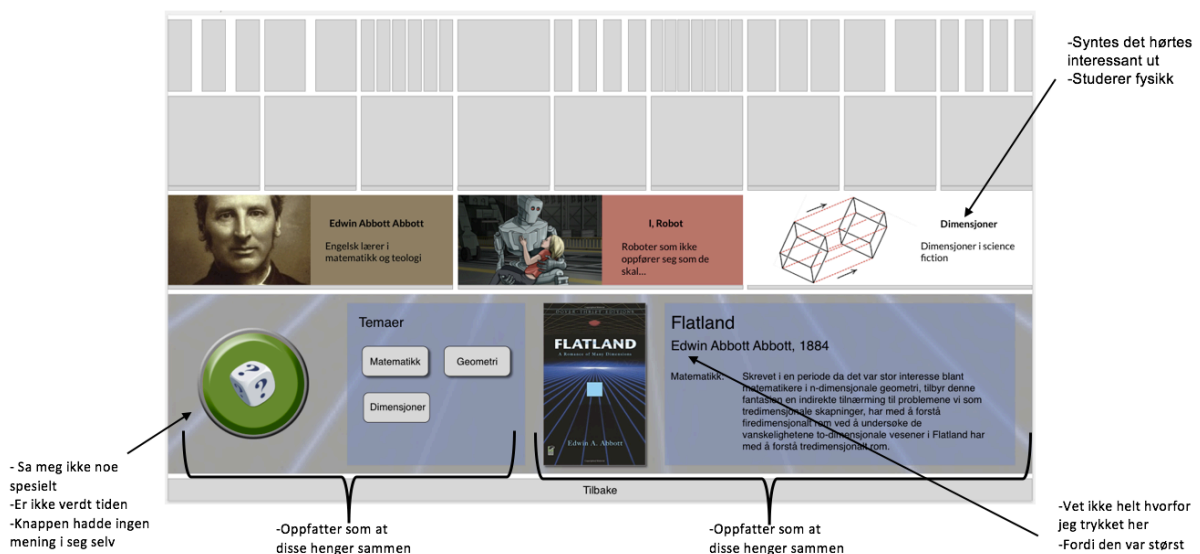 -Syntes det hørtes
interessant ut
-Studerer fysikk
Edwin Abbott Abbott
Engelsk lærer i
matematikk og teologi
I, Robot
Roboter som ikke
oppfører seg som de
skal...
Dimensjoner
Dimensjoner i science
fiction
Temaer
Matematikk
Geometri
Dimensjoner
FLATLAND
A Romance of Many Dimensions
Edwin A. Abbott
Flatland
Edwin Abbott Abbott, 1884
Matematikk:
Skrevet i en periode da det var stor interesse blant
matematikere i n-dimensjonale geometri, tilbyr denne
fantasien en indirekte tilnærming til problemene vi som
tredimensjonale skapninger, har med å forstå
firedimensjonalt rom ved å undersøke de
vanskelighetene to-dimensjonale vesener i Flatland har
med å forstå tredimensjonalt rom.
Tilbake
- Sa meg ikke noe
spesielt
-Er ikke verdt tiden
-Knappen hadde ingen
mening i seg selv
-Oppfatter som at
disse henger sammen
-Oppfatter som at
disse henger sammen
-Vet ikke helt hvorfor
jeg trykket her
-Fordi den var størst